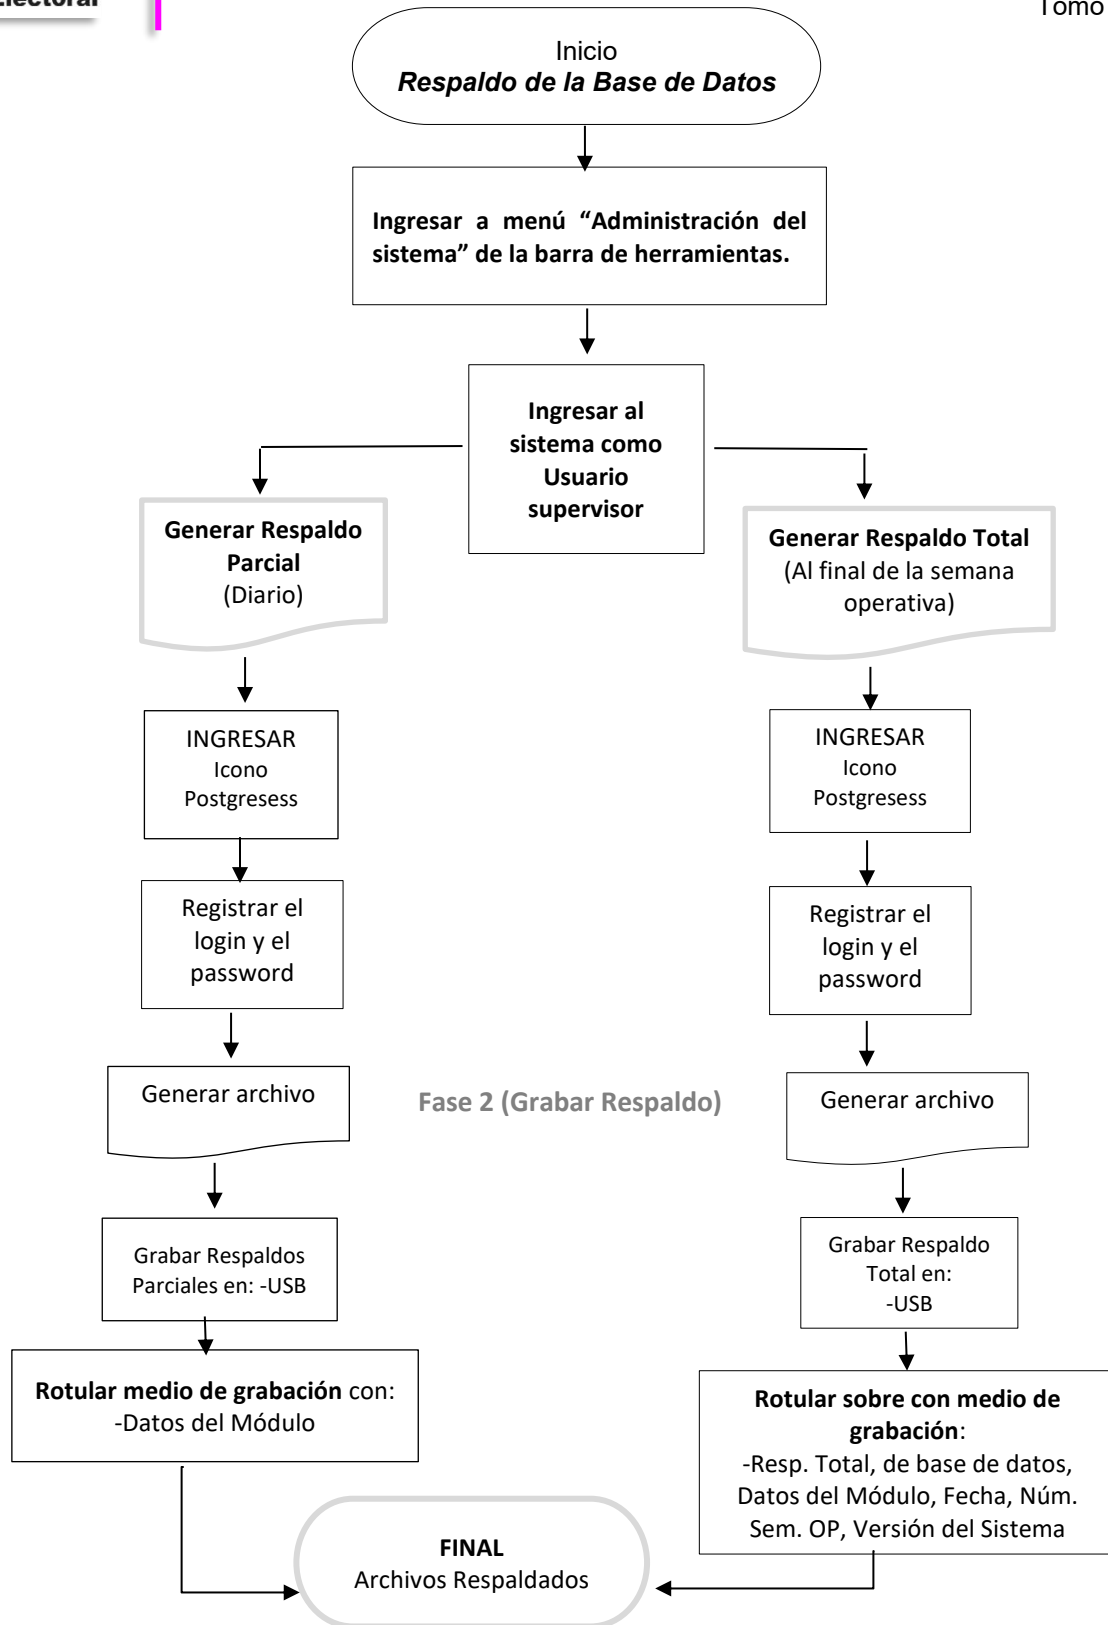 Electoral
Tomo
Inicio
Respaldo de la Base de Datos
Ingresar a menú “Administración del
sistema” de la barra de herramientas.
Ingresar al
sistema como
Usuario
supervisor
Generar Respaldo
Parcial
(Diario)
INGRESAR
Icono
Postgresess
Registrar el
login y el
password
Generar archivo
Grabar Respaldos
Parciales en: -USB
Rotular medio de grabación con:
-Datos del Módulo
Fase 2 (Grabar Respaldo)
Generar Respaldo Total
(Al final de la semana
operativa)
INGRESAR
Icono
Postgresess
Registrar el
login y el
password
Generar archivo
Grabar Respaldo
Total en:
-USB
Rotular sobre con medio de
grabación:
-Resp. Total, de base de datos,
Datos del Módulo, Fecha, Núm.
Sem. OP, Versión del Sistema
FINAL
Archivos Respaldados